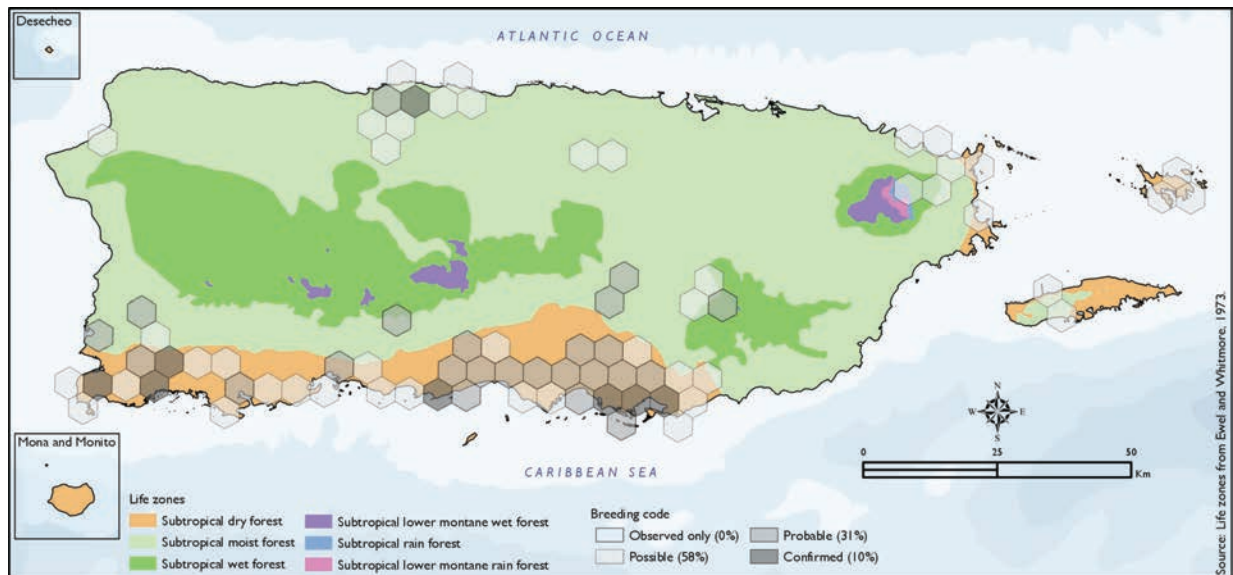 Desecheo
ATLANTIC OCEAN
N
W E
S
Mona and Monito
CARIBBEAN SEA
0 25 50
Km
Life zones
Subtropical dry forest
Subtropical moist forest
Subtropical wet forest
Subtropical lower montane wet forest
Subtropical rain forest
Subtropical lower montane rain forest
Breeding code
Observed only (0%)
Possible (58%)
Probable (31%)
Confirmed (10%)
Source: Life zones from Ewel and Whitmore, 1973.